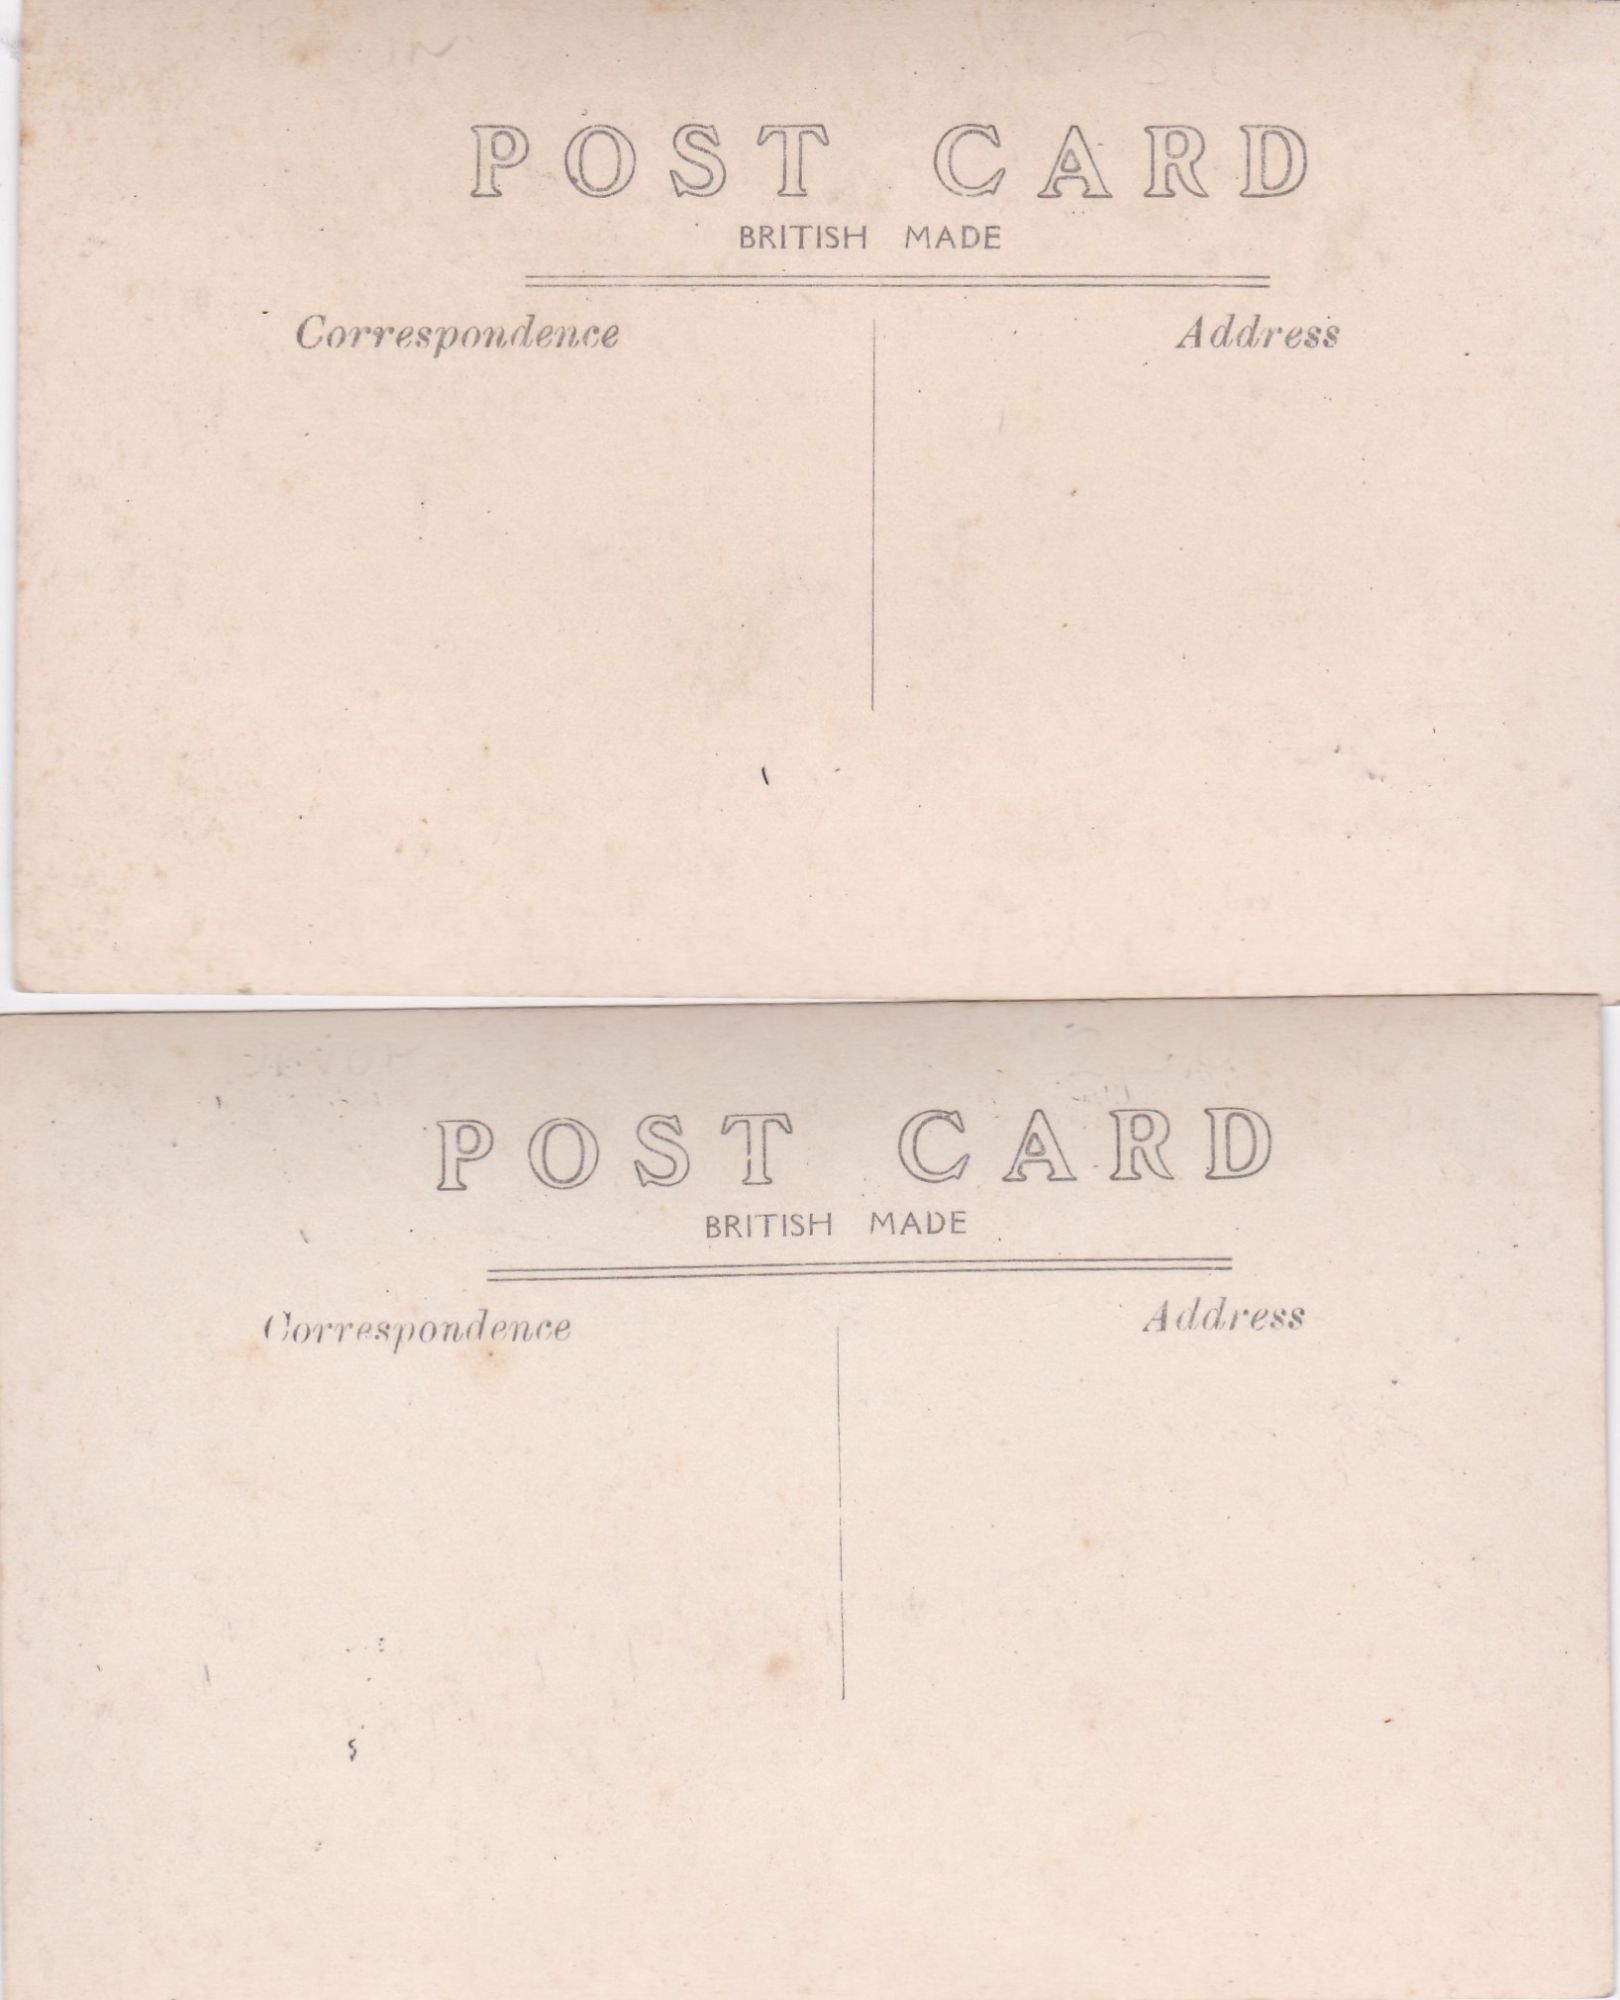 POST CARD
BRITISH MADE
Correspondence
Address
POST CARD
BRITISH MADE
Correspondence
Address